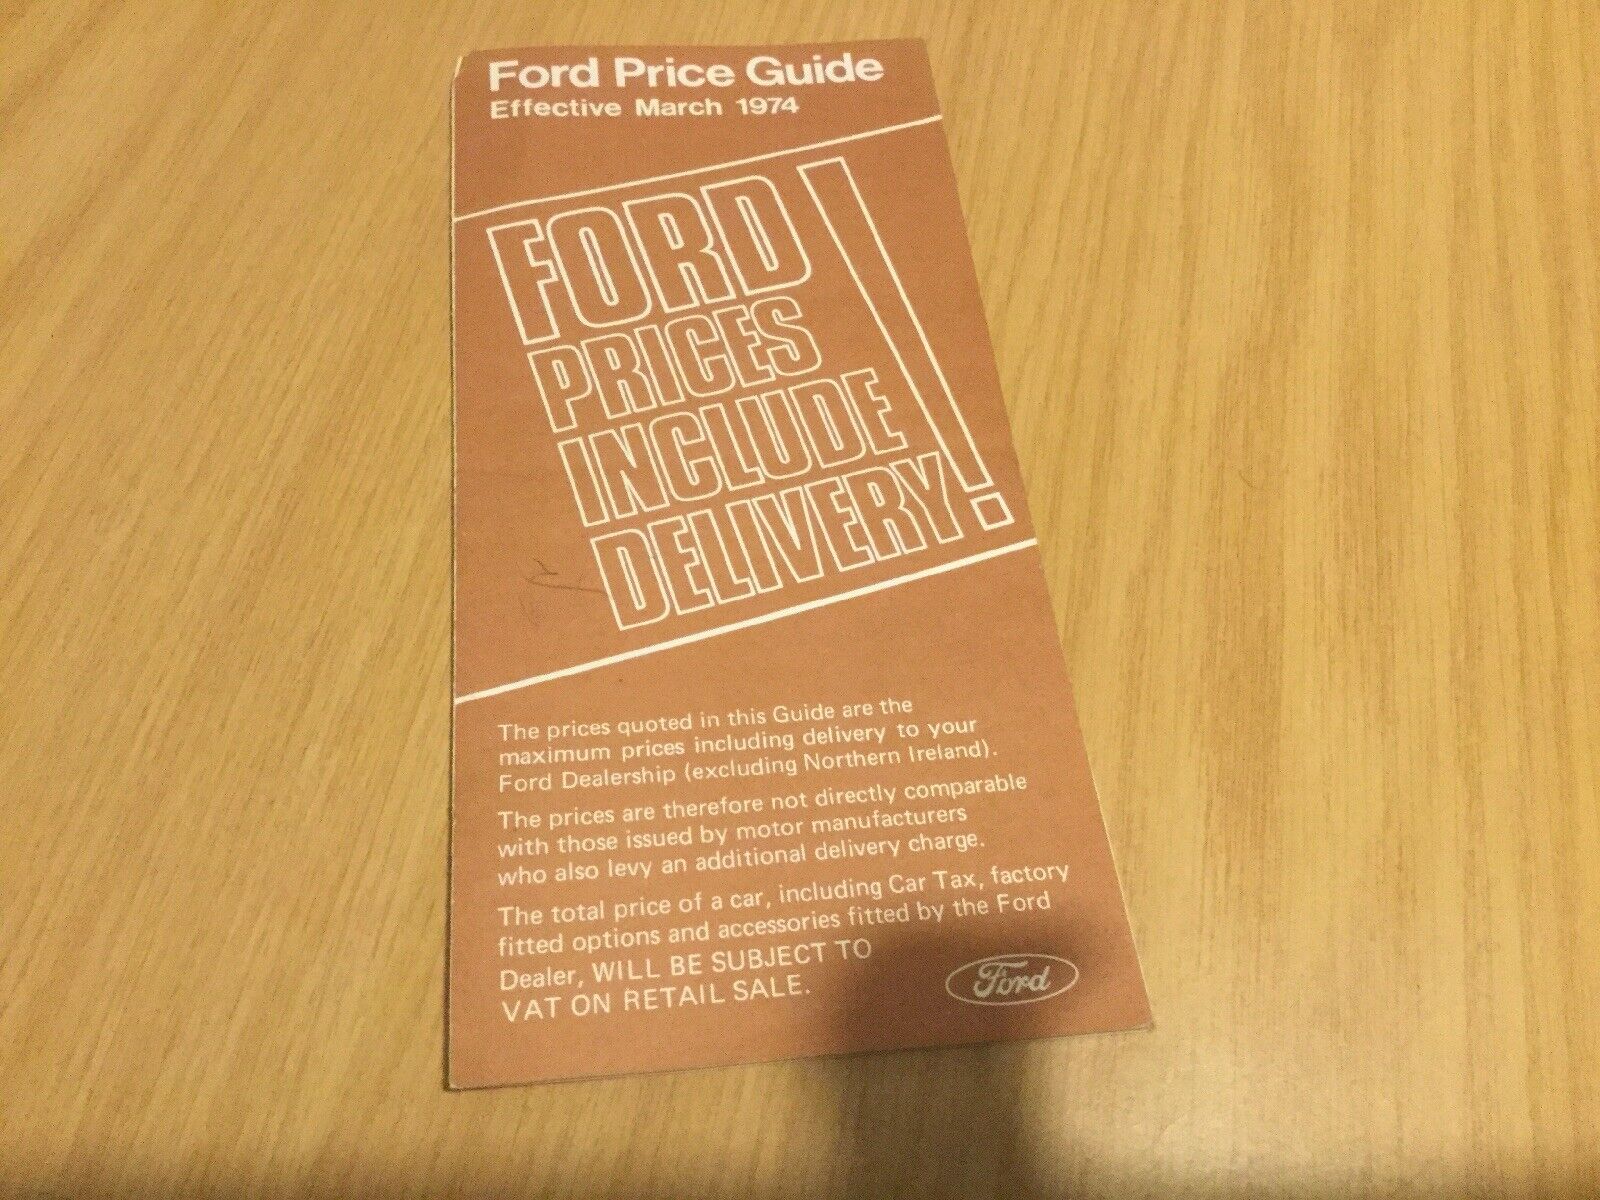 Ford Price Guide
Effective March 1974
FORD
PRICES
INCLUDE
DELIVERY!
The prices quoted in this Guide are the
maximum prices including delivery to your
Ford Dealership (excluding Northern Ireland).
The prices are therefore not directly comparable
with those issued by motor manufacturers
who also levy an additional delivery charge.
The total price of a car, including Car Tax, factory
fitted options and accessories fitted by the Ford
Dealer, WILL BE SUBJECT TO
VAT ON RETAIL SALE.
Ford